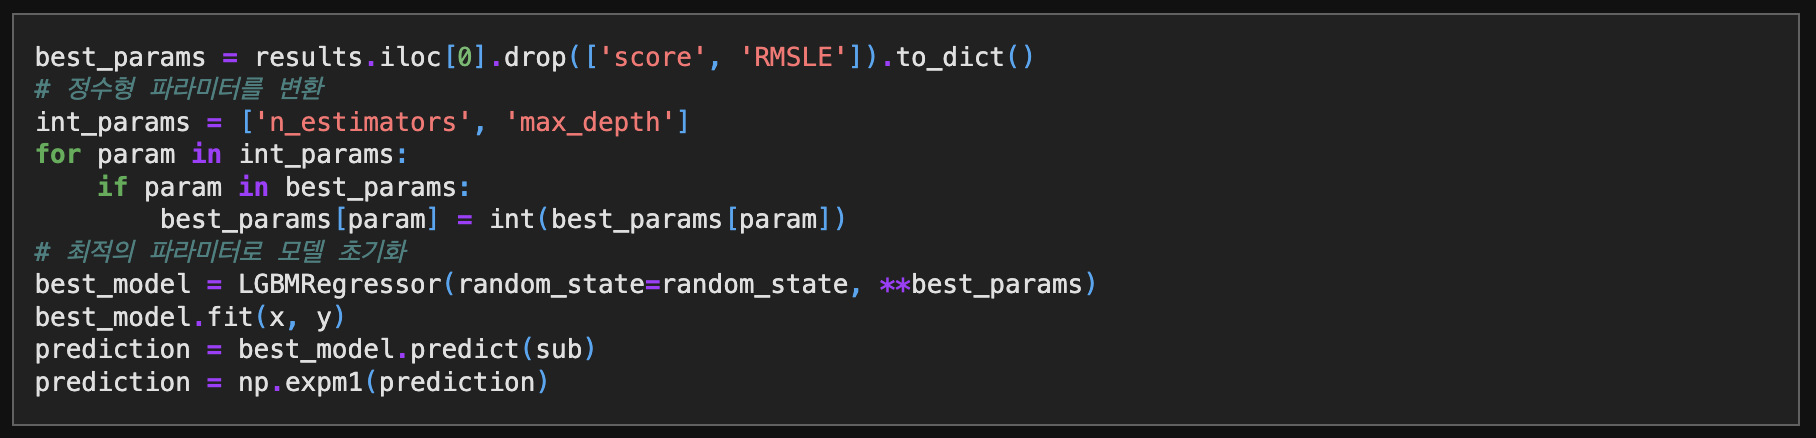 best_params = results.iloc[0].drop(['score', 'RMSLE']).to_dict()
# 정수형 파라미터를 변환
int_params = ['n_estimators', 'max_depth']
for param in int_params:
    if param in best_params:
        best_params[param] = int(best_params[param])
# 최적의 파라미터로 모델 초기화
best_model = LGBMRegressor(random_state=random_state, **best_params)
best_model.fit(x, y)
prediction = best_model.predict(sub)
prediction = np.expm1(prediction)